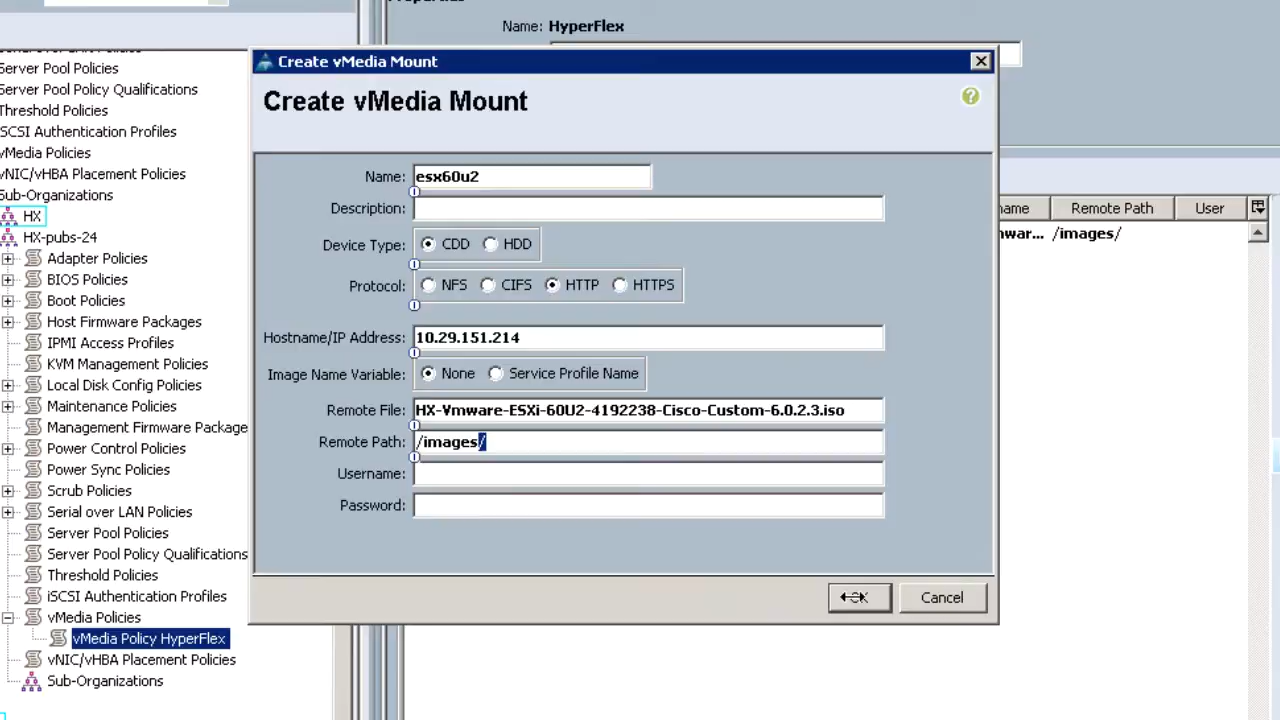 Name: HyperFlex
Server Pool Policies
Server Pool Policy Qualifications
Threshold Policies
iSCSI Authentication Profiles
vMedia Policies
vNIC/vHBA Placement Policies
Sub-Organizations
HX
HX-pubs-24
Adapter Policies
BIOS Policies
Boot Policies
Host Firmware Packages
IPMI Access Profiles
KVM Management Policies
Local Disk Config Policies
Maintenance Policies
Management Firmware Package
Power Control Policies
Power Sync Policies
Scrub Policies
Serial over LAN Policies
Server Pool Policies
Server Pool Policy Qualifications
Threshold Policies
iSCSI Authentication Profiles
vMedia Policies
vMedia Policy HyperFlex
vNIC/vHBA Placement Policies
Sub-Organizations
Create vMedia Mount
Create vMedia Mount
Name: esx60u2
Description:
Device Type: CDD HDD
Protocol: NFS CIFS HTTP HTTPS
Hostname/IP Address: 10.29.151.214
Image Name Variable: None Service Profile Name
Remote File: HX-Vmware-ESXi-60U2-4192238-Cisco-Custom-6.0.2.3.iso
Remote Path: /images/
Username:
Password:
OK Cancel
name Remote Path User
mwar... /images/